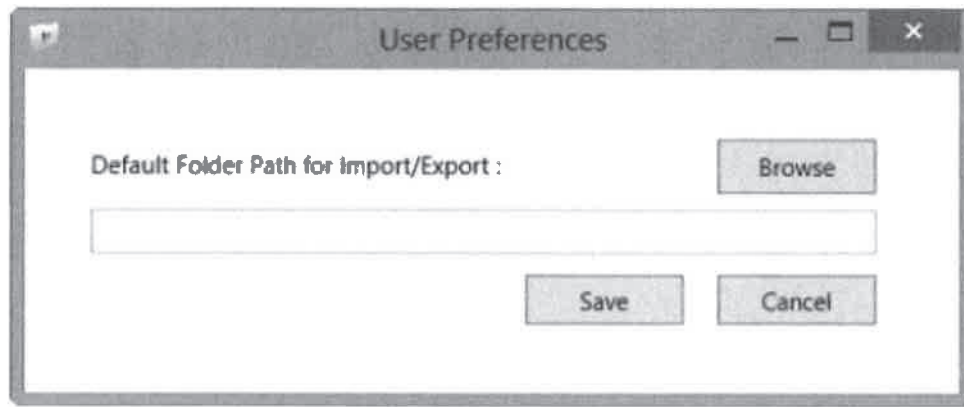 User Preferences
Default Folder Path for Import/Export :
Browse
Save
Cancel